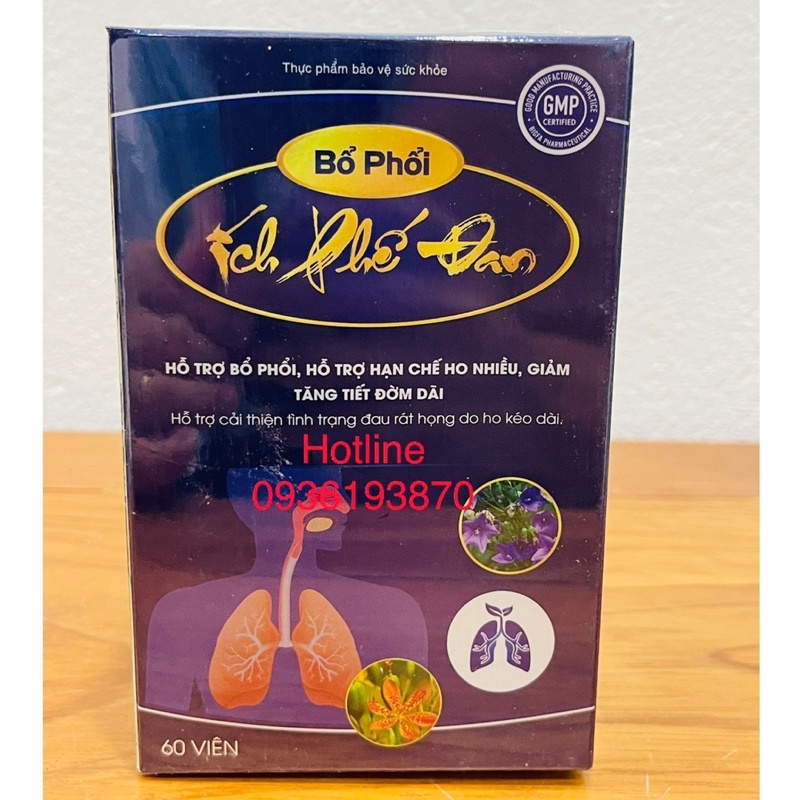 Thực phẩm bảo vệ sức khỏe
GOOD MANUFACTURING PRACTICE
GMP
CERTIFIED
BIGFA PHARMACEUTICAL
Bổ Phổi
Ích Phế Đan
HỖ TRỢ BỔ PHỔI, HỖ TRỢ HẠN CHẾ HO NHIỀU, GIẢM
TĂNG TIẾT ĐỜM DÃI
Hỗ trợ cải thiện tình trạng đau rát họng do ho kéo dài.
Hotline
0936193870
60 VIÊN